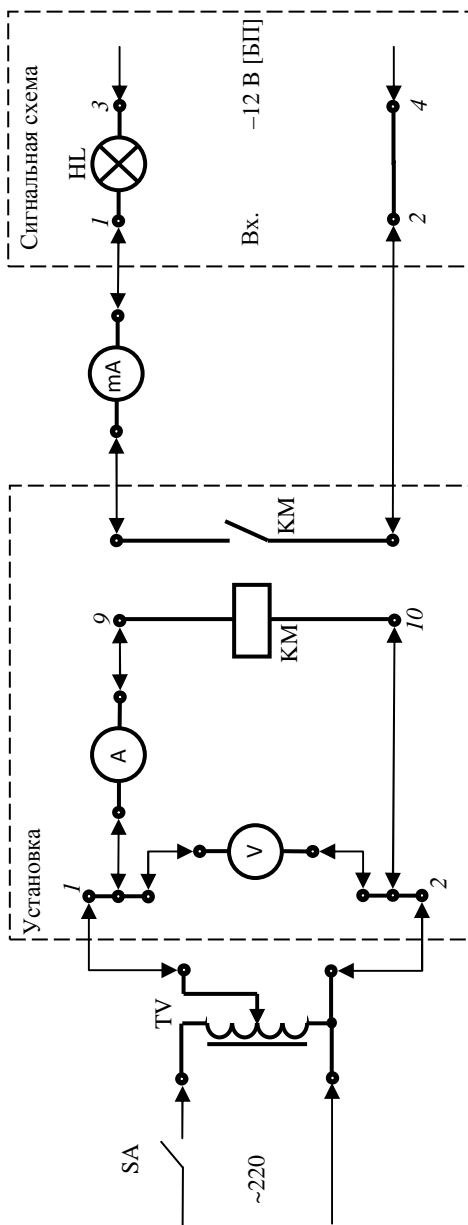 SA
~220
TV
Установка
1
A
9
V
KM
KM
2
10
mA
Сигнальная схема
1
HL
3
Вх.
–12 В [БП]
2
4